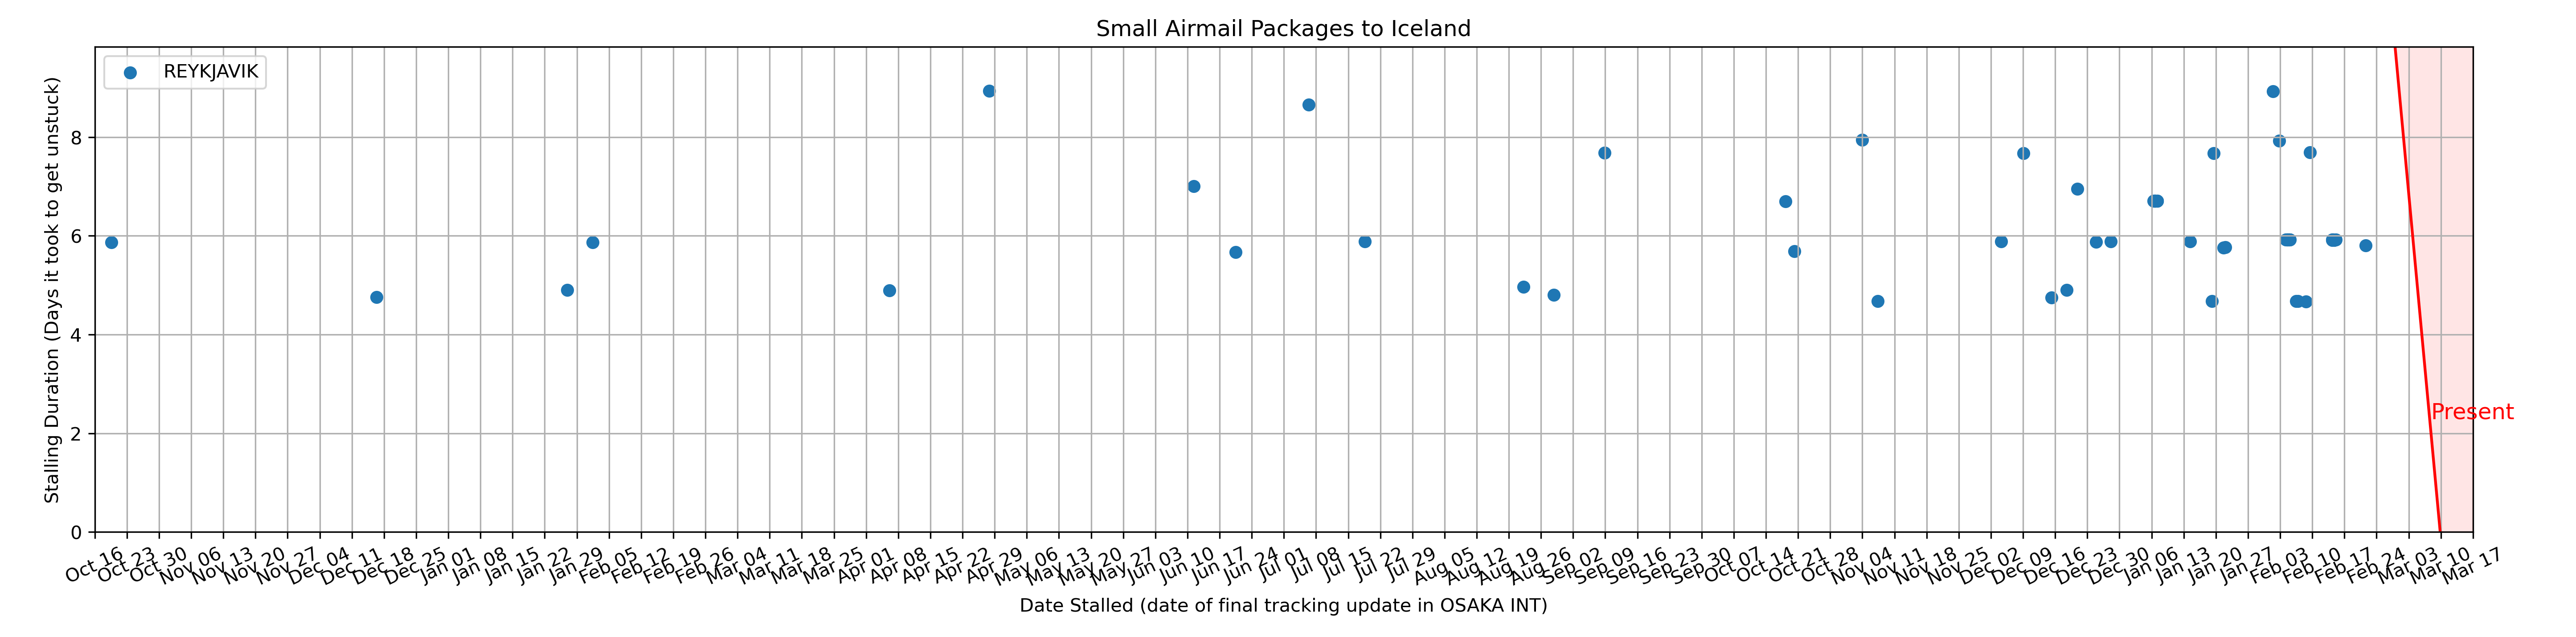 Small Airmail Packages to Iceland
REYKJAVIK
Stalling Duration (Days it took to get unstuck)
8
6
4
2
0
Present
Oct 16
Oct 23
Oct 30
Nov 06
Nov 13
Nov 20
Nov 27
Dec 04
Dec 11
Dec 18
Dec 25
Jan 01
Jan 08
Jan 15
Jan 22
Jan 29
Feb 05
Feb 12
Feb 19
Feb 26
Mar 04
Mar 11
Mar 18
Mar 25
Apr 01
Apr 08
Apr 15
Apr 22
Apr 29
May 06
May 13
May 20
May 27
Jun 03
Jun 10
Jun 17
Jun 24
Jul 01
Jul 08
Jul 15
Jul 22
Jul 29
Aug 05
Aug 12
Aug 19
Aug 26
Sep 02
Sep 09
Sep 16
Sep 23
Sep 30
Oct 07
Oct 14
Oct 21
Oct 28
Nov 04
Nov 11
Nov 18
Nov 25
Dec 02
Dec 09
Dec 16
Dec 23
Dec 30
Jan 06
Jan 13
Jan 20
Jan 27
Feb 03
Feb 10
Feb 17
Feb 24
Mar 03
Mar 10
Mar 17
Date Stalled (date of final tracking update in OSAKA INT)